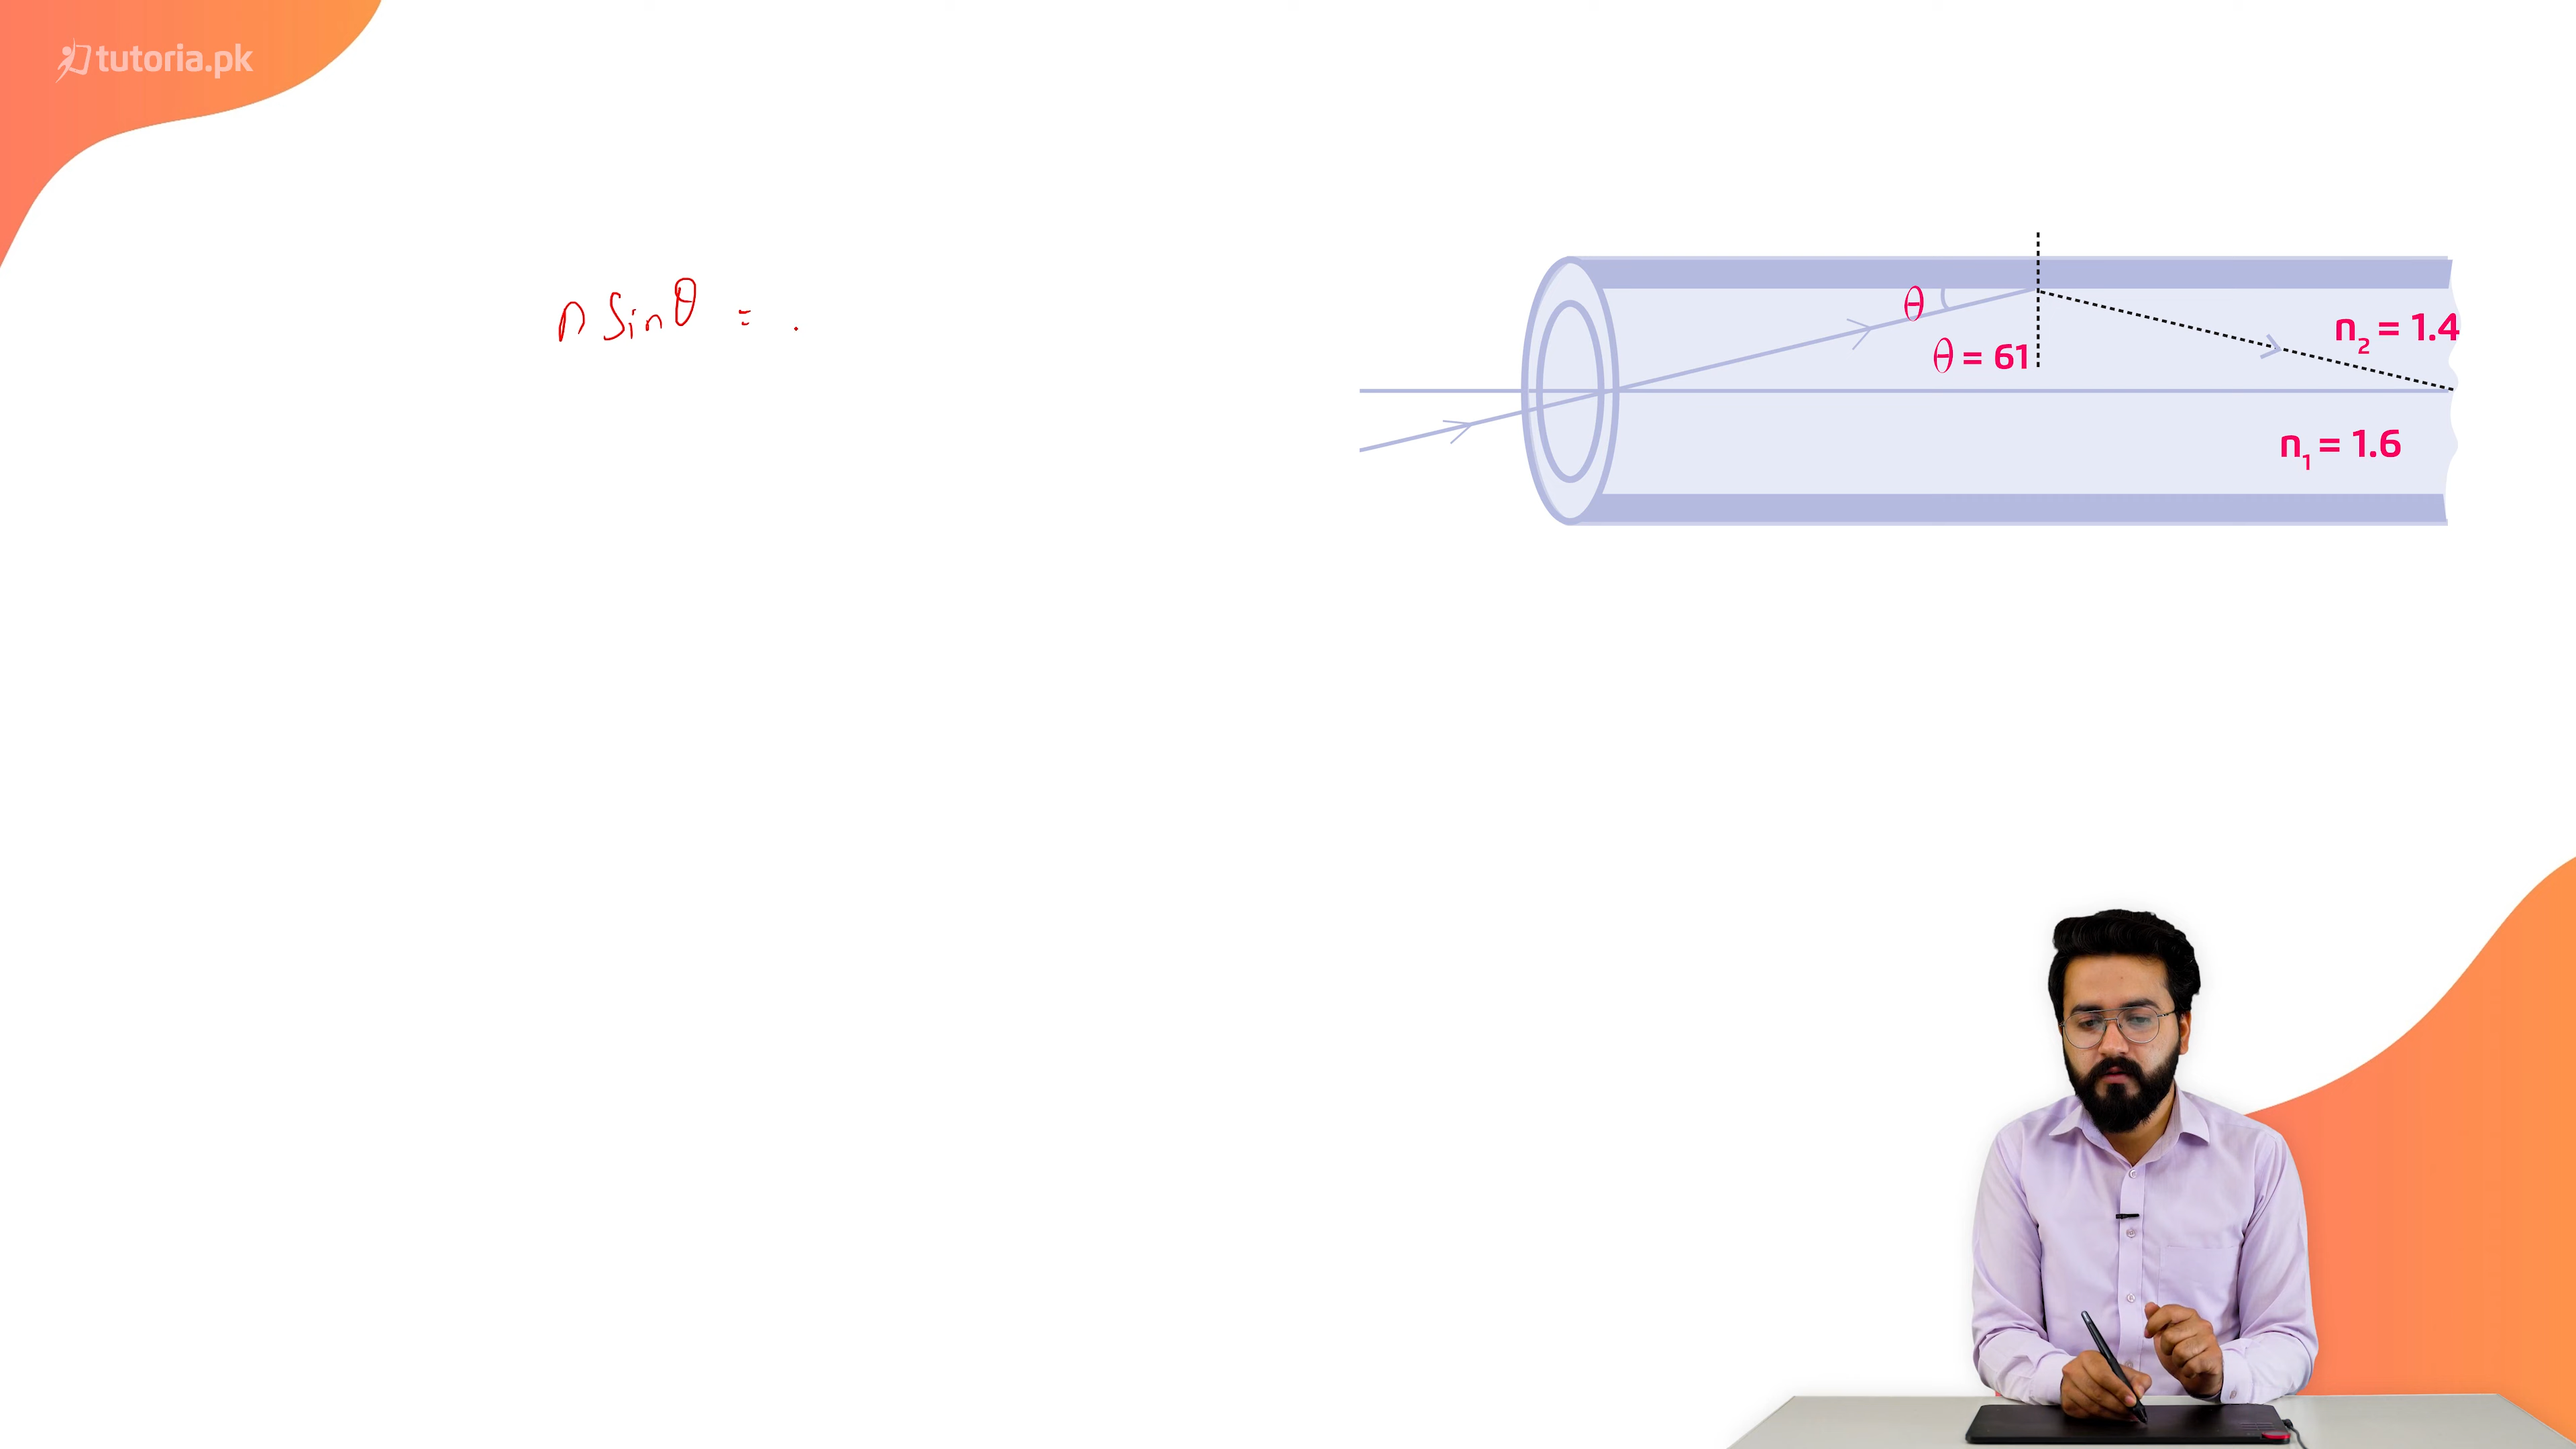 tutoria.pk
n Sinθ = .
θ
θ = 61
n₂ = 1.4
n₁ = 1.6